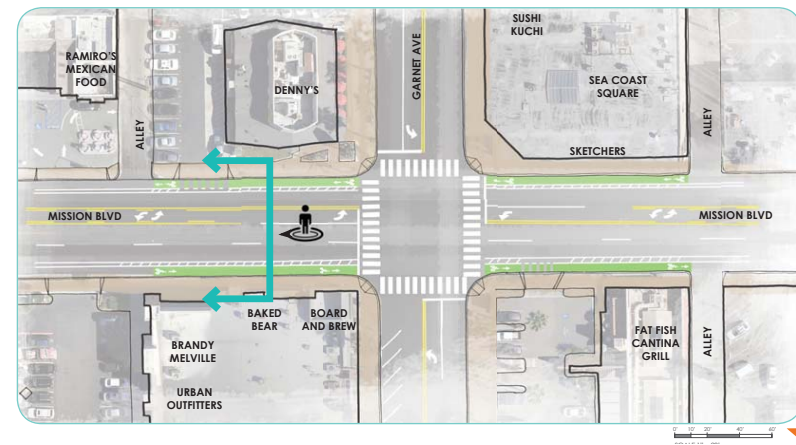 RAMIRO'S
MEXICAN
FOOD
ALLEY
DENNY'S
GARNET AVE
SUSHI
KUCHI
SEA COAST
SQUARE
SKETCHERS
ALLEY
MISSION BLVD
MISSION BLVD
BAKED
BEAR
BOARD
AND BREW
BRANDY
MELVILLE
URBAN
OUTFITTERS
FAT FISH
CANTINA
GRILL
ALLEY
0' 10' 20' 40' 60'